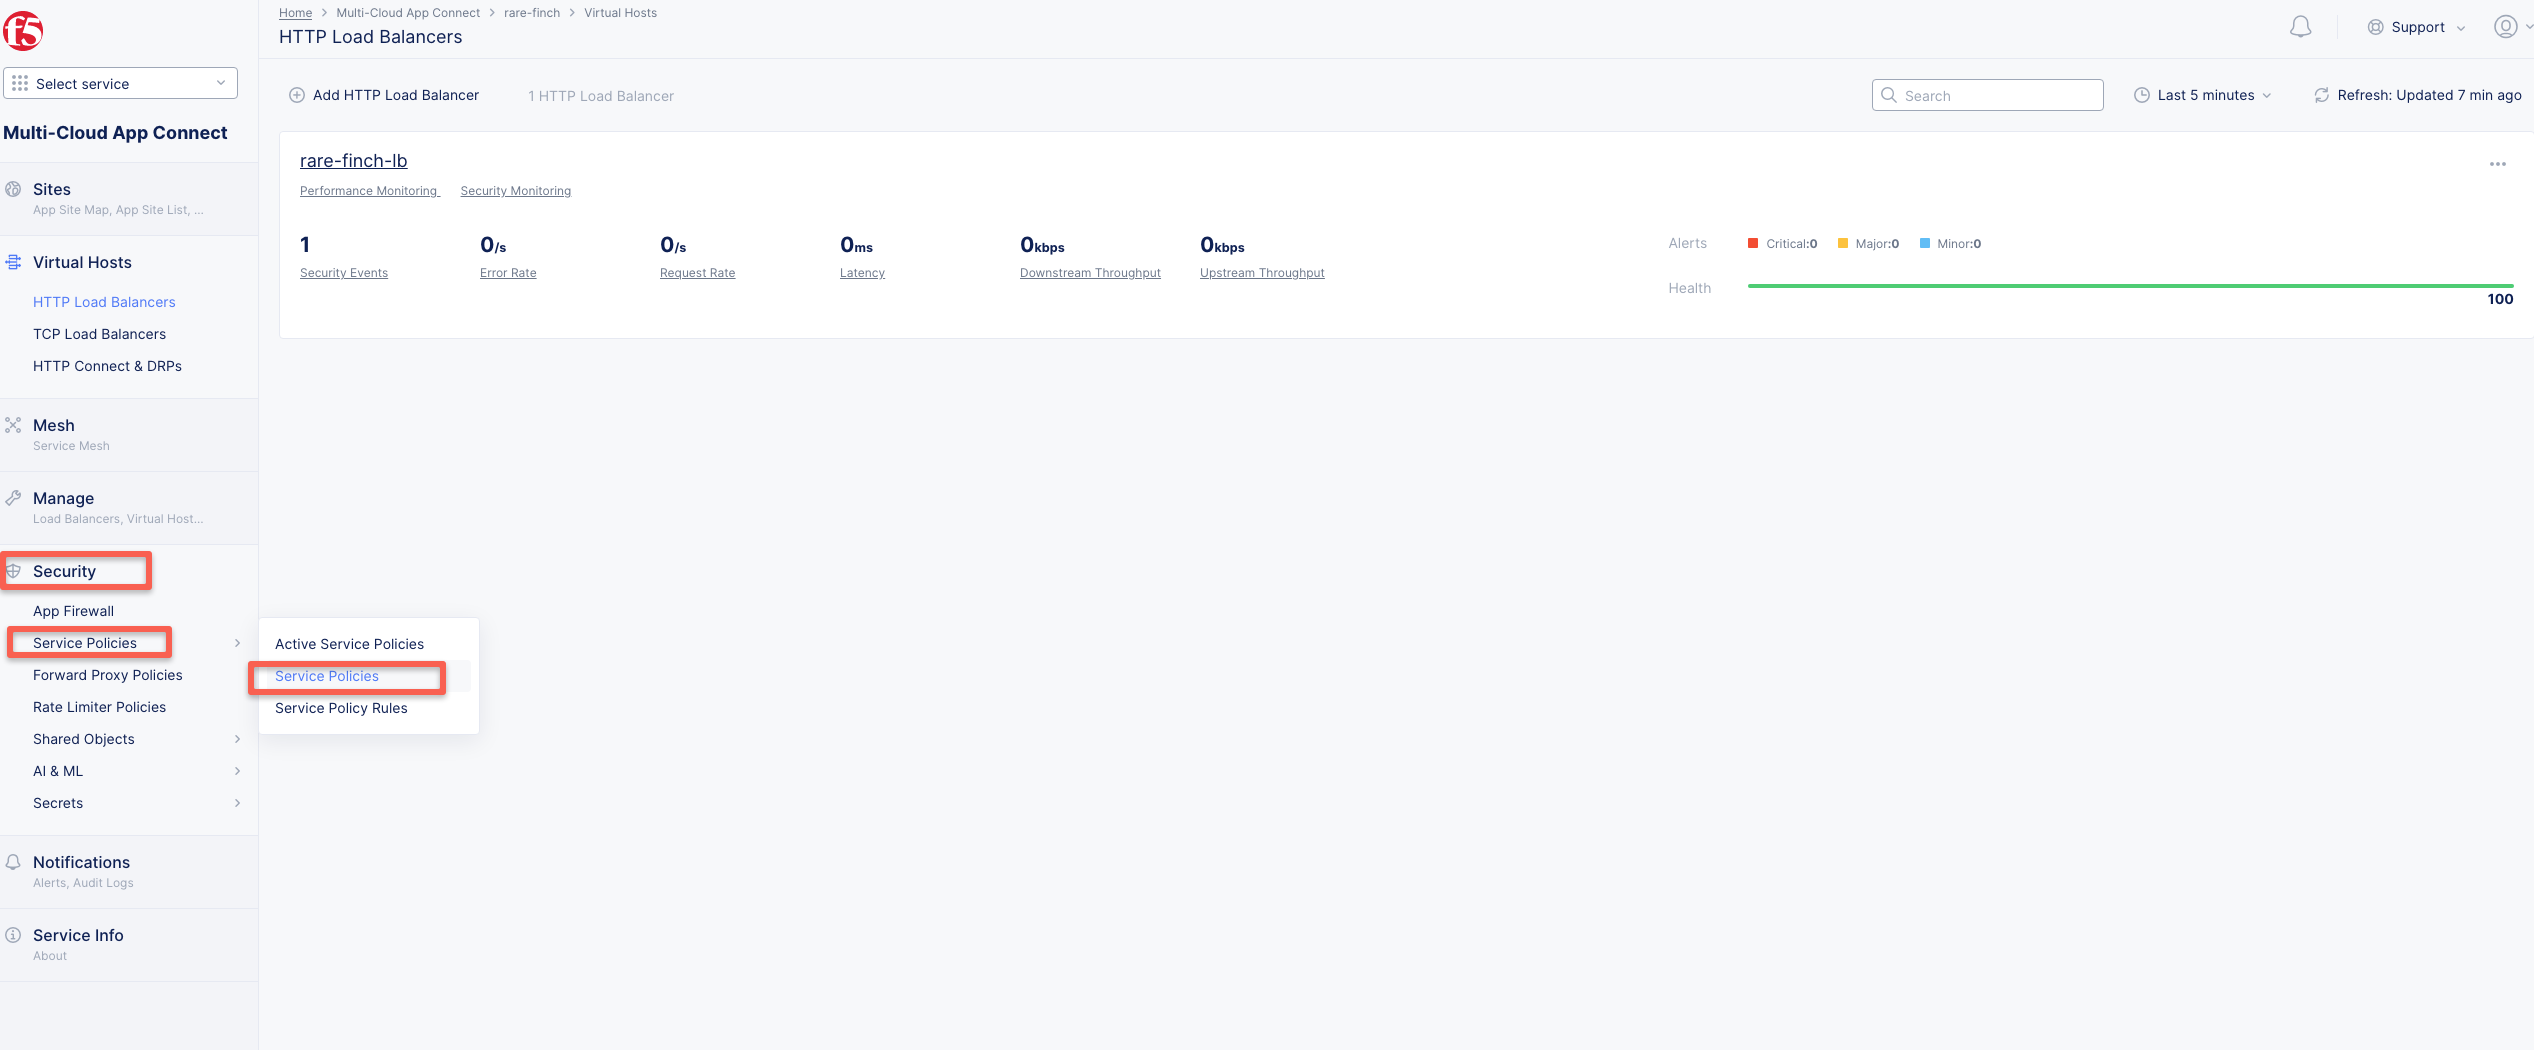 f5
Select service
Multi-Cloud App Connect
Sites
App Site Map, App Site List, ...
Virtual Hosts
HTTP Load Balancers
TCP Load Balancers
HTTP Connect & DRPs
Mesh
Service Mesh
Manage
Load Balancers, Virtual Host...
Security
App Firewall
Service Policies
Forward Proxy Policies
Rate Limiter Policies
Shared Objects
AI & ML
Secrets
Notifications
Alerts, Audit Logs
Service Info
About
Active Service Policies
Service Policies
Service Policy Rules
Home > Multi-Cloud App Connect > rare-finch > Virtual Hosts
HTTP Load Balancers
Support
Add HTTP Load Balancer 1 HTTP Load Balancer
Search
Last 5 minutes
Refresh: Updated 7 min ago
rare-finch-lb
Performance Monitoring Security Monitoring
1 0/s 0/s 0ms 0kbps 0kbps
Security Events Error Rate Request Rate Latency Downstream Throughput Upstream Throughput
Alerts Critical:0 Major:0 Minor:0
Health
100